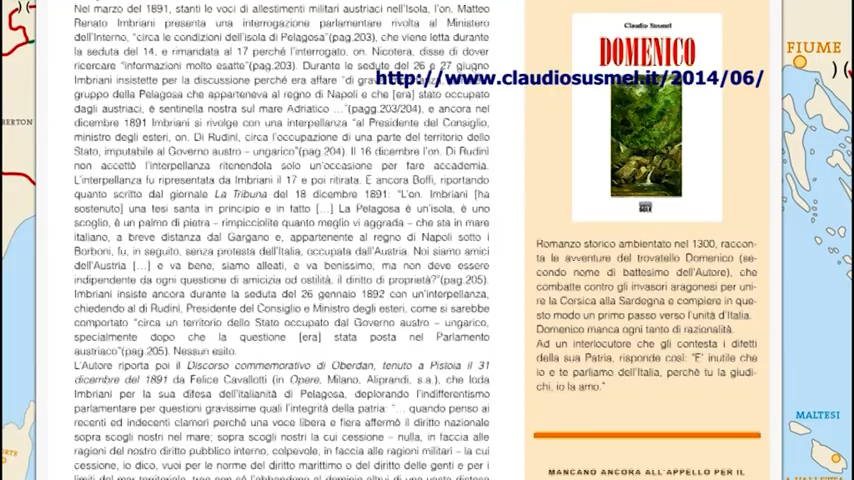 Nel marzo del 1891, stanti le voci di allestimenti militari austriaci nell'Isola, l'on. Matteo
Renato Imbriani presenta una interrogazione parlamentare rivolta al Ministero
dell'Interno, "circa le condizioni dell'isola di Pelagosa"(pag.203), che viene letta durante
la seduta del 14, e rimandata al 17 perché l'interrogato, on. Nicotera, disse di dover
ricercare "informazioni molto esatte"(pag.203). Durante le sedute del 26 e 27 giugno
Imbriani insistette per la discussione perché era affare "di
gruppo della Pelagosa che apparteneva al regno di Napoli e che [era] stato occupato
dagli austriaci, è sentinella nostra sul mare Adriatico ..."(pagg.203/204), e ancora nel
dicembre 1891 Imbriani si rivolge con una interpellanza "al Presidente del Consiglio,
ministro degli esteri, on. Di Rudinì, circa l'occupazione di una parte del territorio dello
Stato, imputabile al Governo austro - ungarico"(pag.204). Il 16 dicembre l'on. Di Rudinì
non accettò l'interpellanza ritenendola solo un'occasione per fare accademia.
L'interpellanza fu ripresentata da Imbriani il 17 e poi ritirata. E ancora Boffi, riportando
quanto scritto dal giornale La Tribuna del 18 dicembre 1891: "L'on. Imbriani [ha
sostenuto] una tesi santa in principio e in fatto [...] La Pelagosa è un'isola, è uno
scoglio, è un palmo di pietra – rimpicciolite quanto meglio vi aggrada – che sta in mare
italiano, a breve distanza dal Gargano e, appartenente al regno di Napoli sotto i
Borboni, fu, in seguito, senza protesta dell'Italia, occupata dall'Austria. Noi siamo amici
dell'Austria [...] e va bene, siamo alleati, e va benissimo; ma non deve essere
indipendente da ogni questione di amicizia od ostilità, il diritto di proprietà?"(pag.205).
Imbriani insiste ancora durante la seduta del 26 gennaio 1892 con un'interpellanza,
chiedendo al di Rudinì, Presidente del Consiglio e Ministro degli esteri, come si sarebbe
comportato "circa un territorio dello Stato occupato dal Governo austro – ungarico,
specialmente dopo che la questione [era] stata posta nel Parlamento
austriaco"(pag.205). Nessun esito.
L'Autore riporta poi il Discorso commemorativo di Oberdan, tenuto a Pistoia il 31
dicembre del 1891 da Felice Cavallotti (in Opere, Milano, Aliprandi, s.a.), che loda
Imbriani per la sua difesa dell'italianità di Pelagosa, deplorando l'indifferentismo
parlamentare per questioni gravissime quali l'integrità della patria: "... quando penso ai
recenti ed indecenti clamori perché una voce libera e fiera affermò il diritto nazionale
sopra scogli nostri nel mare; sopra scogli nostri la cui cessione – nulla, in faccia alle
ragioni del nostro diritto pubblico interno, colpevole, in faccia alle ragioni militari – la cui
cessione, io dico, vuoi per le norme del diritto marittimo o del diritto delle genti e per i
http://www.claudiosusmel.it/2014/06/
Claudio Susmel
DOMENICO
Romanzo storico ambientato nel 1300, raccon-
ta le avventure del trovatello Domenico (se-
condo nome di battesimo dell'Autore), che
combatte contro gli invasori aragonesi per uni-
re la Corsica alla Sardegna e compiere in que-
sto modo un primo passo verso l'unità d'Italia.
Domenico manca ogni tanto di razionalità.
Ad un interlocutore che gli contesta i difetti
della sua Patria, risponde così: "E' inutile che
io e te parliamo dell'Italia, perchè tu la giudi-
chi, io la amo."
MANCANO ANCORA ALL'APPELLO PER IL
FIUME
BERTON
MALTESI